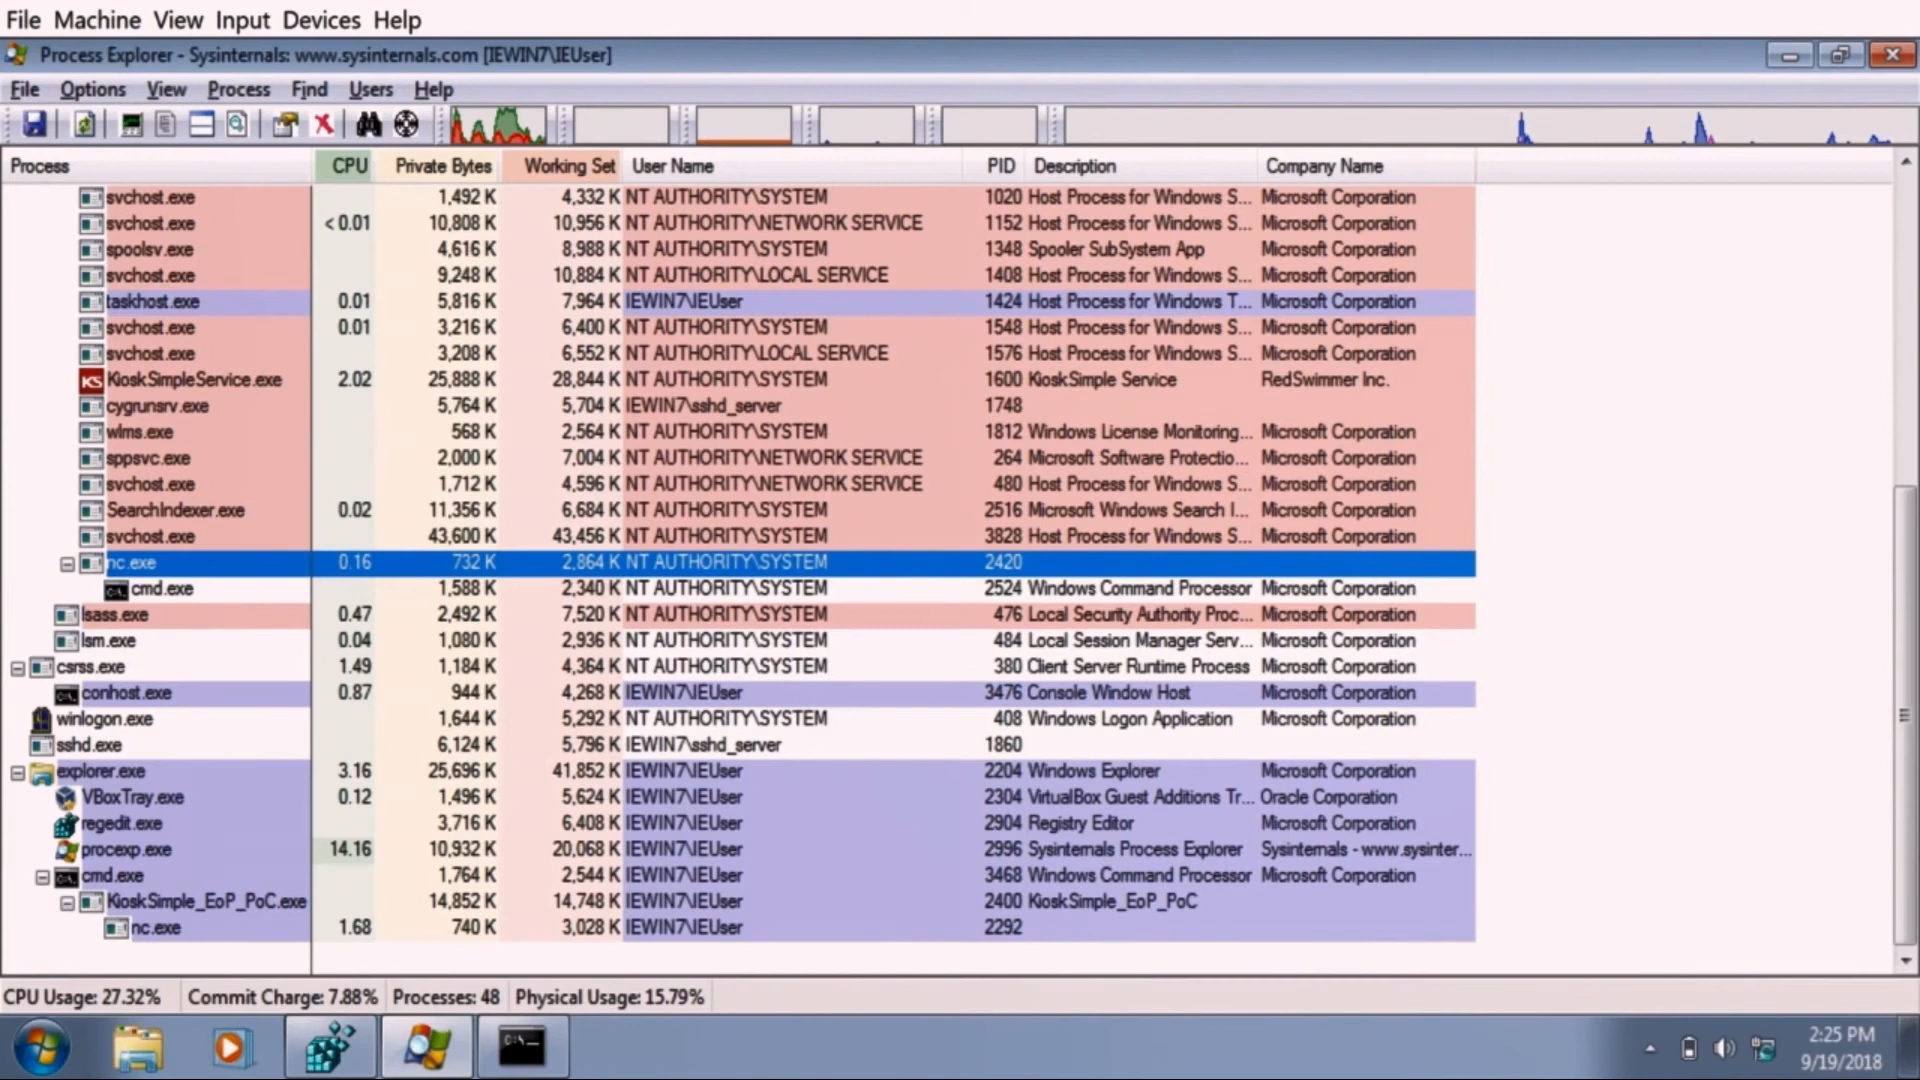 File Machine View Input Devices Help
Process Explorer - Sysinternals: www.sysinternals.com [IEWIN7\IEUser]
File Options View Process Find Users Help
Process CPU Private Bytes Working Set User Name PID Description Company Name
svchost.exe 1,492 K 4,332 K NT AUTHORITY\SYSTEM 1020 Host Process for Windows S... Microsoft Corporation
svchost.exe < 0.01 10,808 K 10,956 K NT AUTHORITY\NETWORK SERVICE 1152 Host Process for Windows S... Microsoft Corporation
spoolsv.exe 4,616 K 8,988 K NT AUTHORITY\SYSTEM 1348 Spooler SubSystem App Microsoft Corporation
svchost.exe 9,248 K 10,884 K NT AUTHORITY\LOCAL SERVICE 1408 Host Process for Windows S... Microsoft Corporation
taskhost.exe 0.01 5,816 K 7,964 K IEWIN7\IEUser 1424 Host Process for Windows T... Microsoft Corporation
svchost.exe 0.01 3,216 K 6,400 K NT AUTHORITY\SYSTEM 1548 Host Process for Windows S... Microsoft Corporation
svchost.exe 3,208 K 6,552 K NT AUTHORITY\LOCAL SERVICE 1576 Host Process for Windows S... Microsoft Corporation
KS KioskSimpleService.exe 2.02 25,888 K 28,844 K NT AUTHORITY\SYSTEM 1600 KioskSimple Service RedSwimmer Inc.
cygrunsrv.exe 5,764 K 5,704 K IEWIN7\sshd_server 1748
wlms.exe 568 K 2,564 K NT AUTHORITY\SYSTEM 1812 Windows License Monitoring... Microsoft Corporation
sppsvc.exe 2,000 K 7,004 K NT AUTHORITY\NETWORK SERVICE 264 Microsoft Software Protectio... Microsoft Corporation
svchost.exe 1,712 K 4,596 K NT AUTHORITY\NETWORK SERVICE 480 Host Process for Windows S... Microsoft Corporation
SearchIndexer.exe 0.02 11,356 K 6,684 K NT AUTHORITY\SYSTEM 2516 Microsoft Windows Search I... Microsoft Corporation
svchost.exe 43,600 K 43,456 K NT AUTHORITY\SYSTEM 3828 Host Process for Windows S... Microsoft Corporation
nc.exe 0.16 732 K 2,864 K NT AUTHORITY\SYSTEM 2420
cmd.exe 1,588 K 2,340 K NT AUTHORITY\SYSTEM 2524 Windows Command Processor Microsoft Corporation
lsass.exe 0.47 2,492 K 7,520 K NT AUTHORITY\SYSTEM 476 Local Security Authority Proc... Microsoft Corporation
lsm.exe 0.04 1,080 K 2,936 K NT AUTHORITY\SYSTEM 484 Local Session Manager Serv... Microsoft Corporation
csrss.exe 1.49 1,184 K 4,364 K NT AUTHORITY\SYSTEM 380 Client Server Runtime Process Microsoft Corporation
conhost.exe 0.87 944 K 4,268 K IEWIN7\IEUser 3476 Console Window Host Microsoft Corporation
winlogon.exe 1,644 K 5,292 K NT AUTHORITY\SYSTEM 408 Windows Logon Application Microsoft Corporation
sshd.exe 6,124 K 5,796 K IEWIN7\sshd_server 1860
explorer.exe 3.16 25,696 K 41,852 K IEWIN7\IEUser 2204 Windows Explorer Microsoft Corporation
VBoxTray.exe 0.12 1,496 K 5,624 K IEWIN7\IEUser 2304 VirtualBox Guest Additions Tr... Oracle Corporation
regedit.exe 3,716 K 6,408 K IEWIN7\IEUser 2904 Registry Editor Microsoft Corporation
procexp.exe 14.16 10,932 K 20,068 K IEWIN7\IEUser 2996 Sysinternals Process Explorer Sysinternals - www.sysinter...
cmd.exe 1,764 K 2,544 K IEWIN7\IEUser 3468 Windows Command Processor Microsoft Corporation
KioskSimple_EoP_PoC.exe 14,852 K 14,748 K IEWIN7\IEUser 2400 KioskSimple_EoP_PoC
nc.exe 1.68 740 K 3,028 K IEWIN7\IEUser 2292
CPU Usage: 27.32% Commit Charge: 7.88% Processes: 48 Physical Usage: 15.79%
2:25 PM
9/19/2018